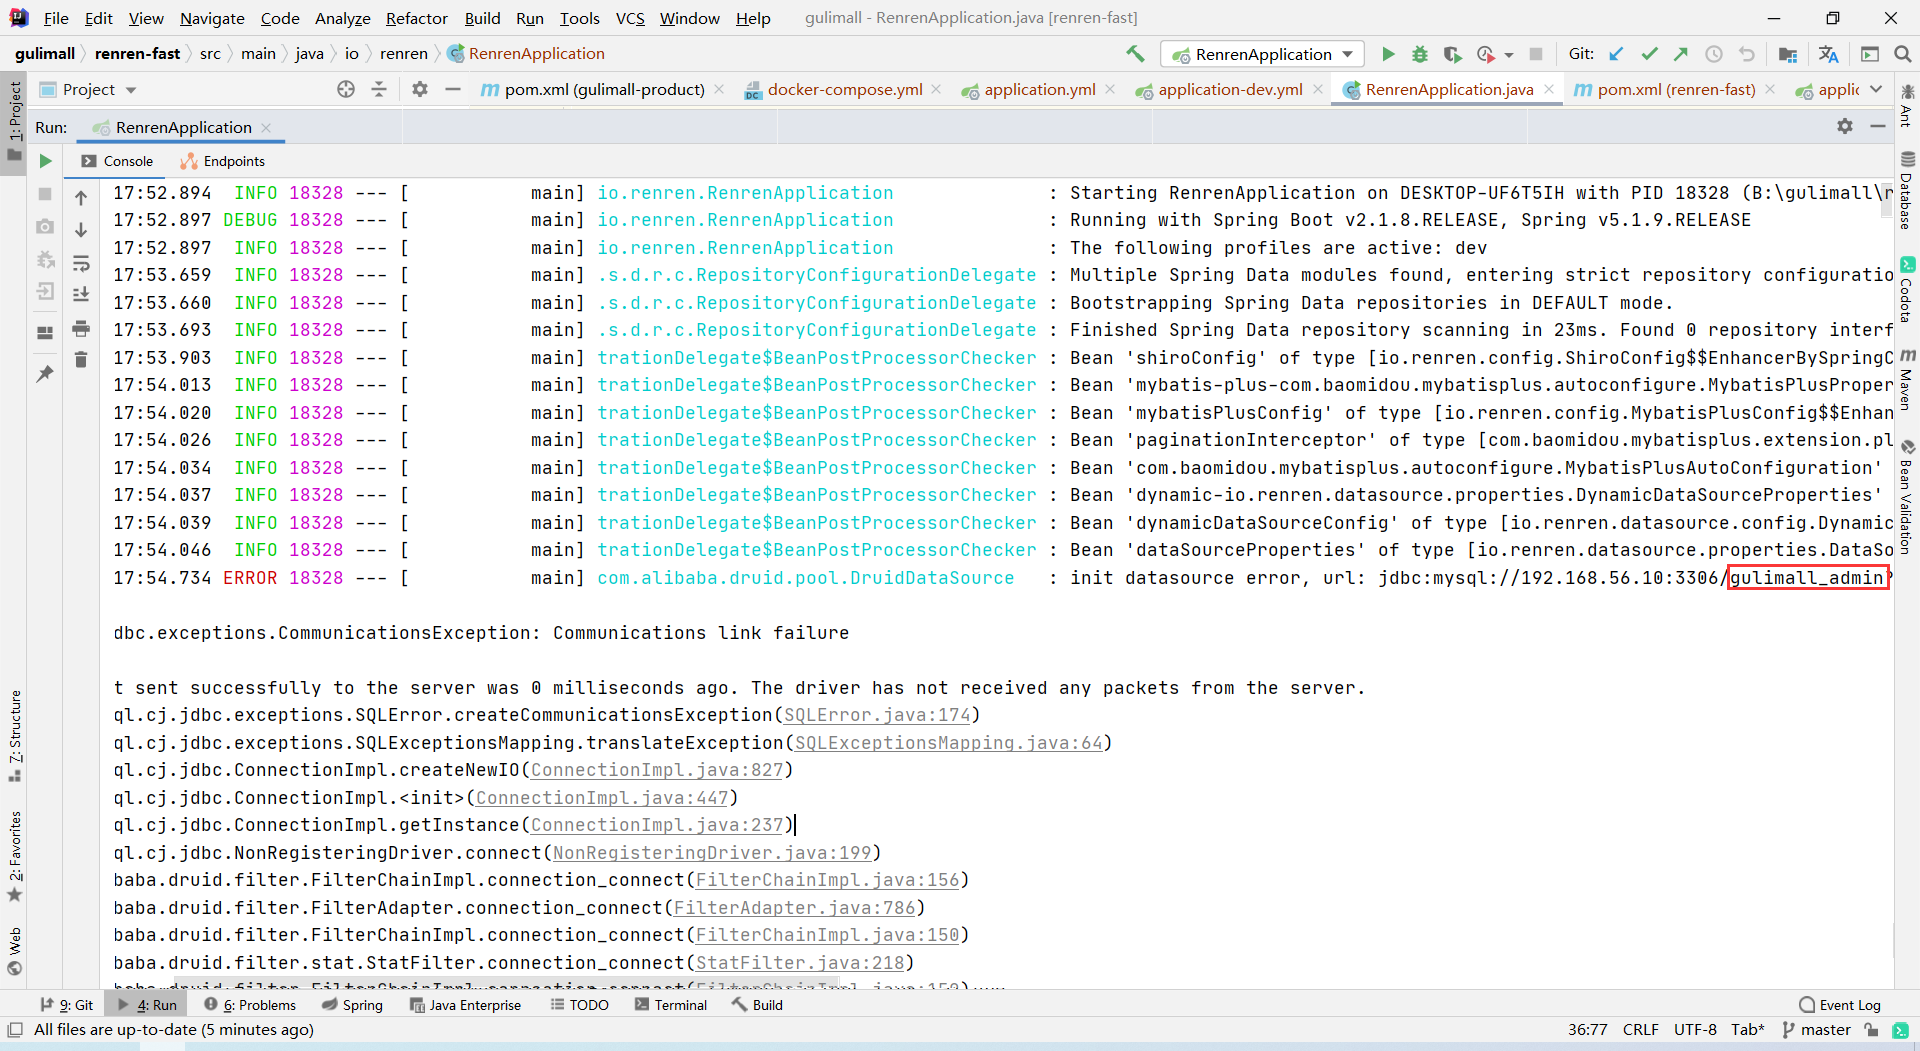 File Edit View Navigate Code Analyze Refactor Build Run Tools VCS Window Help gulimall - RenrenApplication.java [renren-fast]
gulimall renren-fast src main java io renren RenrenApplication RenrenApplication Git:
Project pom.xml (gulimall-product) docker-compose.yml application.yml application-dev.yml RenrenApplication.java pom.xml (renren-fast) applic
Run: RenrenApplication
Console Endpoints
17:52.894 INFO 18328 --- [ main] io.renren.RenrenApplication : Starting RenrenApplication on DESKTOP-UF6T5IH with PID 18328 (B:\gulimall\r
17:52.897 DEBUG 18328 --- [ main] io.renren.RenrenApplication : Running with Spring Boot v2.1.8.RELEASE, Spring v5.1.9.RELEASE
17:52.897 INFO 18328 --- [ main] io.renren.RenrenApplication : The following profiles are active: dev
17:53.659 INFO 18328 --- [ main] .s.d.r.c.RepositoryConfigurationDelegate : Multiple Spring Data modules found, entering strict repository configuratio
17:53.660 INFO 18328 --- [ main] .s.d.r.c.RepositoryConfigurationDelegate : Bootstrapping Spring Data repositories in DEFAULT mode.
17:53.693 INFO 18328 --- [ main] .s.d.r.c.RepositoryConfigurationDelegate : Finished Spring Data repository scanning in 23ms. Found 0 repository interf
17:53.903 INFO 18328 --- [ main] trationDelegate$BeanPostProcessorChecker : Bean 'shiroConfig' of type [io.renren.config.ShiroConfig$$EnhancerBySpringC
17:54.013 INFO 18328 --- [ main] trationDelegate$BeanPostProcessorChecker : Bean 'mybatis-plus-com.baomidou.mybatisplus.autoconfigure.MybatisPlusProper
17:54.020 INFO 18328 --- [ main] trationDelegate$BeanPostProcessorChecker : Bean 'mybatisPlusConfig' of type [io.renren.config.MybatisPlusConfig$$Enhan
17:54.026 INFO 18328 --- [ main] trationDelegate$BeanPostProcessorChecker : Bean 'paginationInterceptor' of type [com.baomidou.mybatisplus.extension.pl
17:54.034 INFO 18328 --- [ main] trationDelegate$BeanPostProcessorChecker : Bean 'com.baomidou.mybatisplus.autoconfigure.MybatisPlusAutoConfiguration'
17:54.037 INFO 18328 --- [ main] trationDelegate$BeanPostProcessorChecker : Bean 'dynamic-io.renren.datasource.properties.DynamicDataSourceProperties'
17:54.039 INFO 18328 --- [ main] trationDelegate$BeanPostProcessorChecker : Bean 'dynamicDataSourceConfig' of type [io.renren.datasource.config.Dynamic
17:54.046 INFO 18328 --- [ main] trationDelegate$BeanPostProcessorChecker : Bean 'dataSourceProperties' of type [io.renren.datasource.properties.DataSo
17:54.734 ERROR 18328 --- [ main] com.alibaba.druid.pool.DruidDataSource : init datasource error, url: jdbc:mysql://192.168.56.10:3306/gulimall_admin?
dbc.exceptions.CommunicationsException: Communications link failure
t sent successfully to the server was 0 milliseconds ago. The driver has not received any packets from the server.
ql.cj.jdbc.exceptions.SQLError.createCommunicationsException(SQLError.java:174)
ql.cj.jdbc.exceptions.SQLExceptionsMapping.translateException(SQLExceptionsMapping.java:64)
ql.cj.jdbc.ConnectionImpl.createNewIO(ConnectionImpl.java:827)
ql.cj.jdbc.ConnectionImpl.<init>(ConnectionImpl.java:447)
ql.cj.jdbc.ConnectionImpl.getInstance(ConnectionImpl.java:237)
ql.cj.jdbc.NonRegisteringDriver.connect(NonRegisteringDriver.java:199)
baba.druid.filter.FilterChainImpl.connection_connect(FilterChainImpl.java:156)
baba.druid.filter.FilterAdapter.connection_connect(FilterAdapter.java:786)
baba.druid.filter.FilterChainImpl.connection_connect(FilterChainImpl.java:150)
baba.druid.filter.stat.StatFilter.connection_connect(StatFilter.java:218)
1: Project
7: Structure
2: Favorites
Web
Ant
Database
Codota
Maven
Bean Validation
9: Git 4: Run 6: Problems Spring Java Enterprise TODO Terminal Build Event Log
All files are up-to-date (5 minutes ago) 36:77 CRLF UTF-8 Tab* master